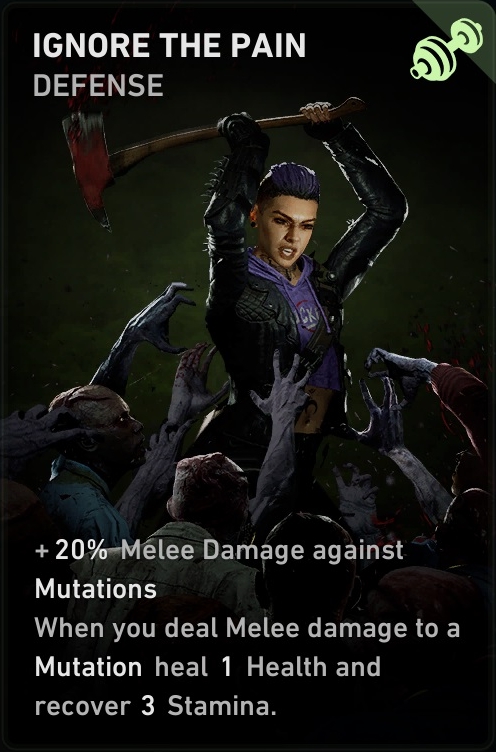 IGNORE THE PAIN
DEFENSE
+20% Melee Damage against
Mutations
When you deal Melee damage to a
Mutation heal 1 Health and
recover 3 Stamina.